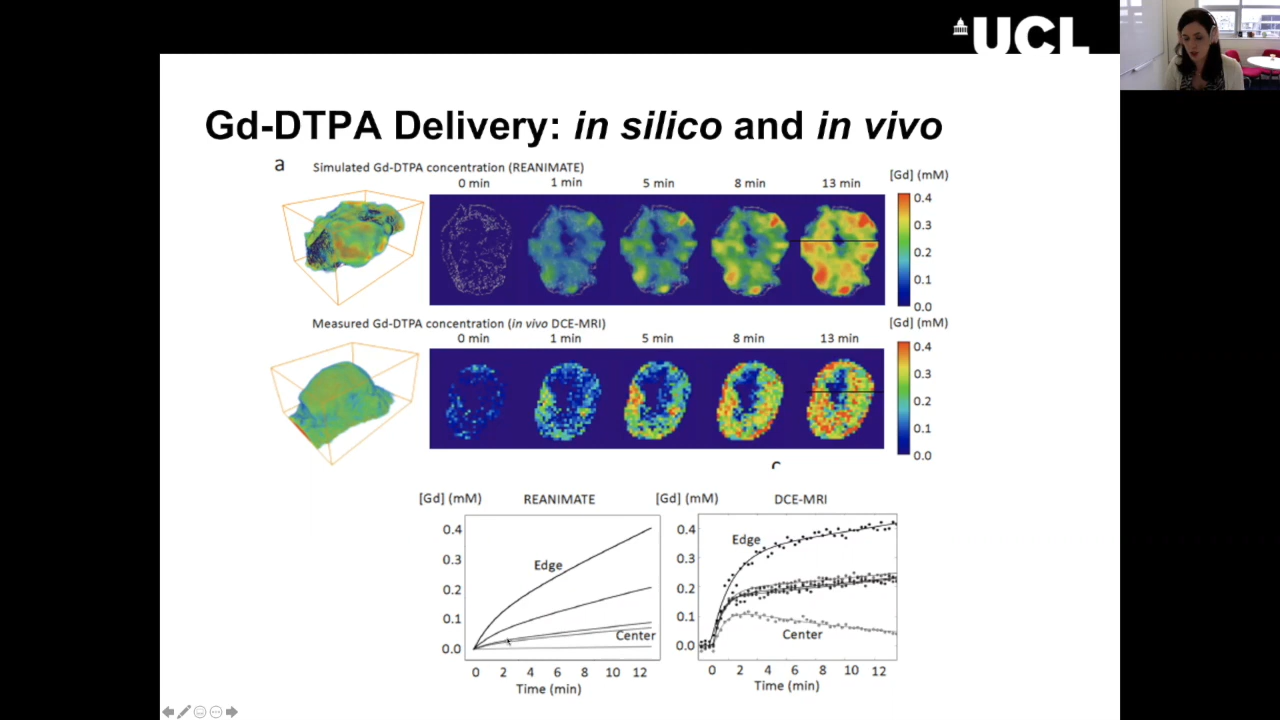 UCL
Gd-DTPA Delivery: in silico and in vivo
a
Simulated Gd-DTPA concentration (REANIMATE)
0 min 1 min 5 min 8 min 13 min
[Gd] (mM)
0.4
0.3
0.2
0.1
0.0
Measured Gd-DTPA concentration (in vivo DCE-MRI)
0 min 1 min 5 min 8 min 13 min
[Gd] (mM)
0.4
0.3
0.2
0.1
0.0
[Gd] (mM) REANIMATE
0.4
0.3
0.2
0.1
0.0
Edge
Center
0 2 4 6 8 10 12
Time (min)
[Gd] (mM) DCE-MRI
0.4
0.3
0.2
0.1
0.0
Edge
Center
0 2 4 6 8 10 12
Time (min)